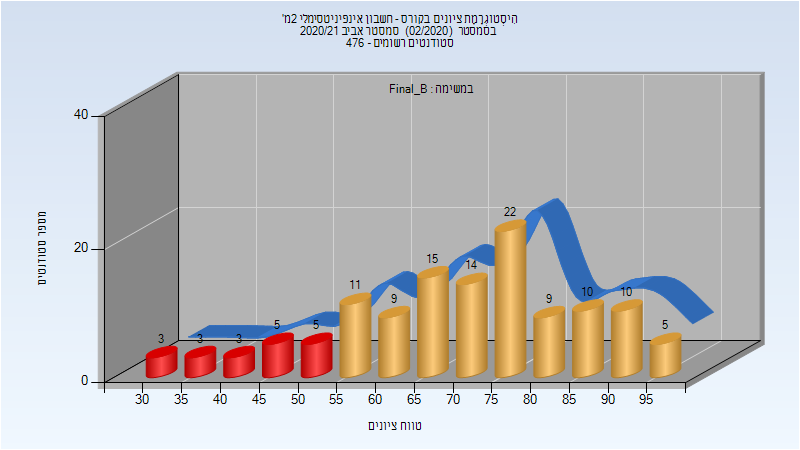 היסטוגרמת ציונים בקורס - חשבון אינפיניטסימלי 2מ'
בסמסטר (02/2020) סמסטר אביב 2020/21
סטודנטים רשומים - 476
במשימה : Final_B
40
20
0
מספר סטודנטים
3 3 3 5 5 11 9 15 14 22 9 10 10 5
30 35 40 45 50 55 60 65 70 75 80 85 90 95
טווח ציונים